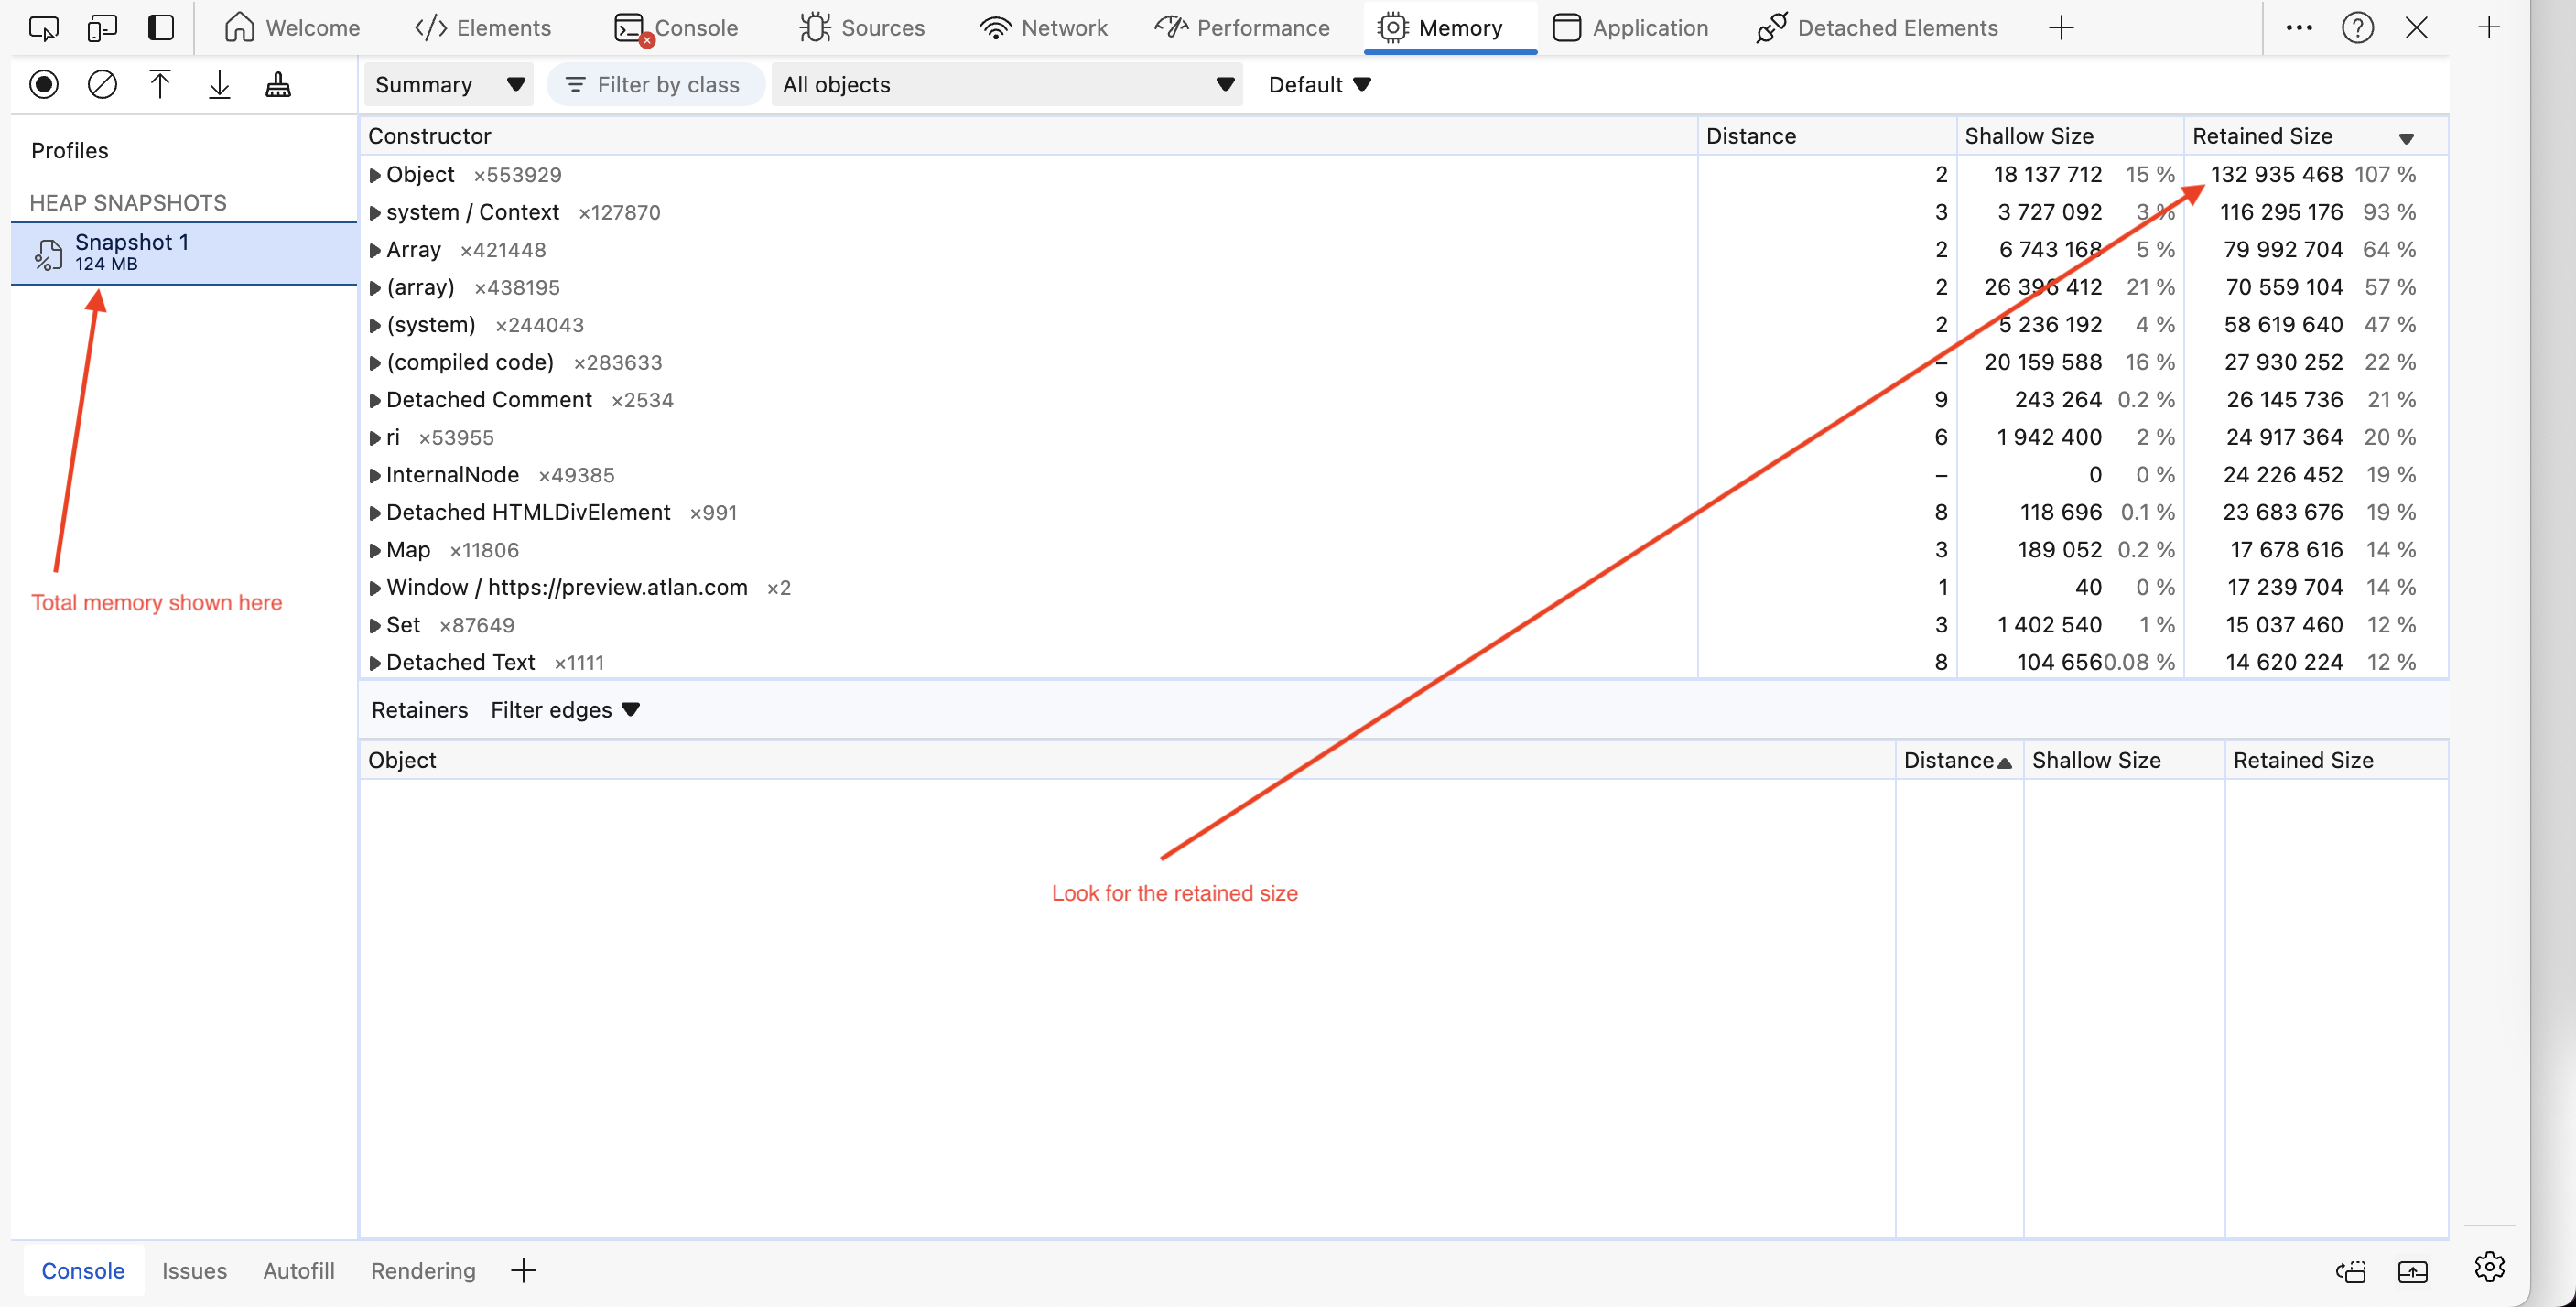 Welcome Elements Console Sources Network Performance Memory Application Detached Elements
Summary Filter by class All objects Default
Profiles
HEAP SNAPSHOTS
Snapshot 1
124 MB
Total memory shown here
Constructor Distance Shallow Size Retained Size
Object ×553929 2 18 137 712 15 % 132 935 468 107 %
system / Context ×127870 3 3 727 092 3 % 116 295 176 93 %
Array ×421448 2 6 743 168 5 % 79 992 704 64 %
(array) ×438195 2 26 396 412 21 % 70 559 104 57 %
(system) ×244043 2 5 236 192 4 % 58 619 640 47 %
(compiled code) ×283633 – 20 159 588 16 % 27 930 252 22 %
Detached Comment ×2534 9 243 264 0.2 % 26 145 736 21 %
ri ×53955 6 1 942 400 2 % 24 917 364 20 %
InternalNode ×49385 – 0 0 % 24 226 452 19 %
Detached HTMLDivElement ×991 8 118 696 0.1 % 23 683 676 19 %
Map ×11806 3 189 052 0.2 % 17 678 616 14 %
Window / https://preview.atlan.com ×2 1 40 0 % 17 239 704 14 %
Set ×87649 3 1 402 540 1 % 15 037 460 12 %
Detached Text ×1111 8 104 656 0.08 % 14 620 224 12 %
Retainers Filter edges
Object Distance Shallow Size Retained Size
Look for the retained size
Console Issues Autofill Rendering